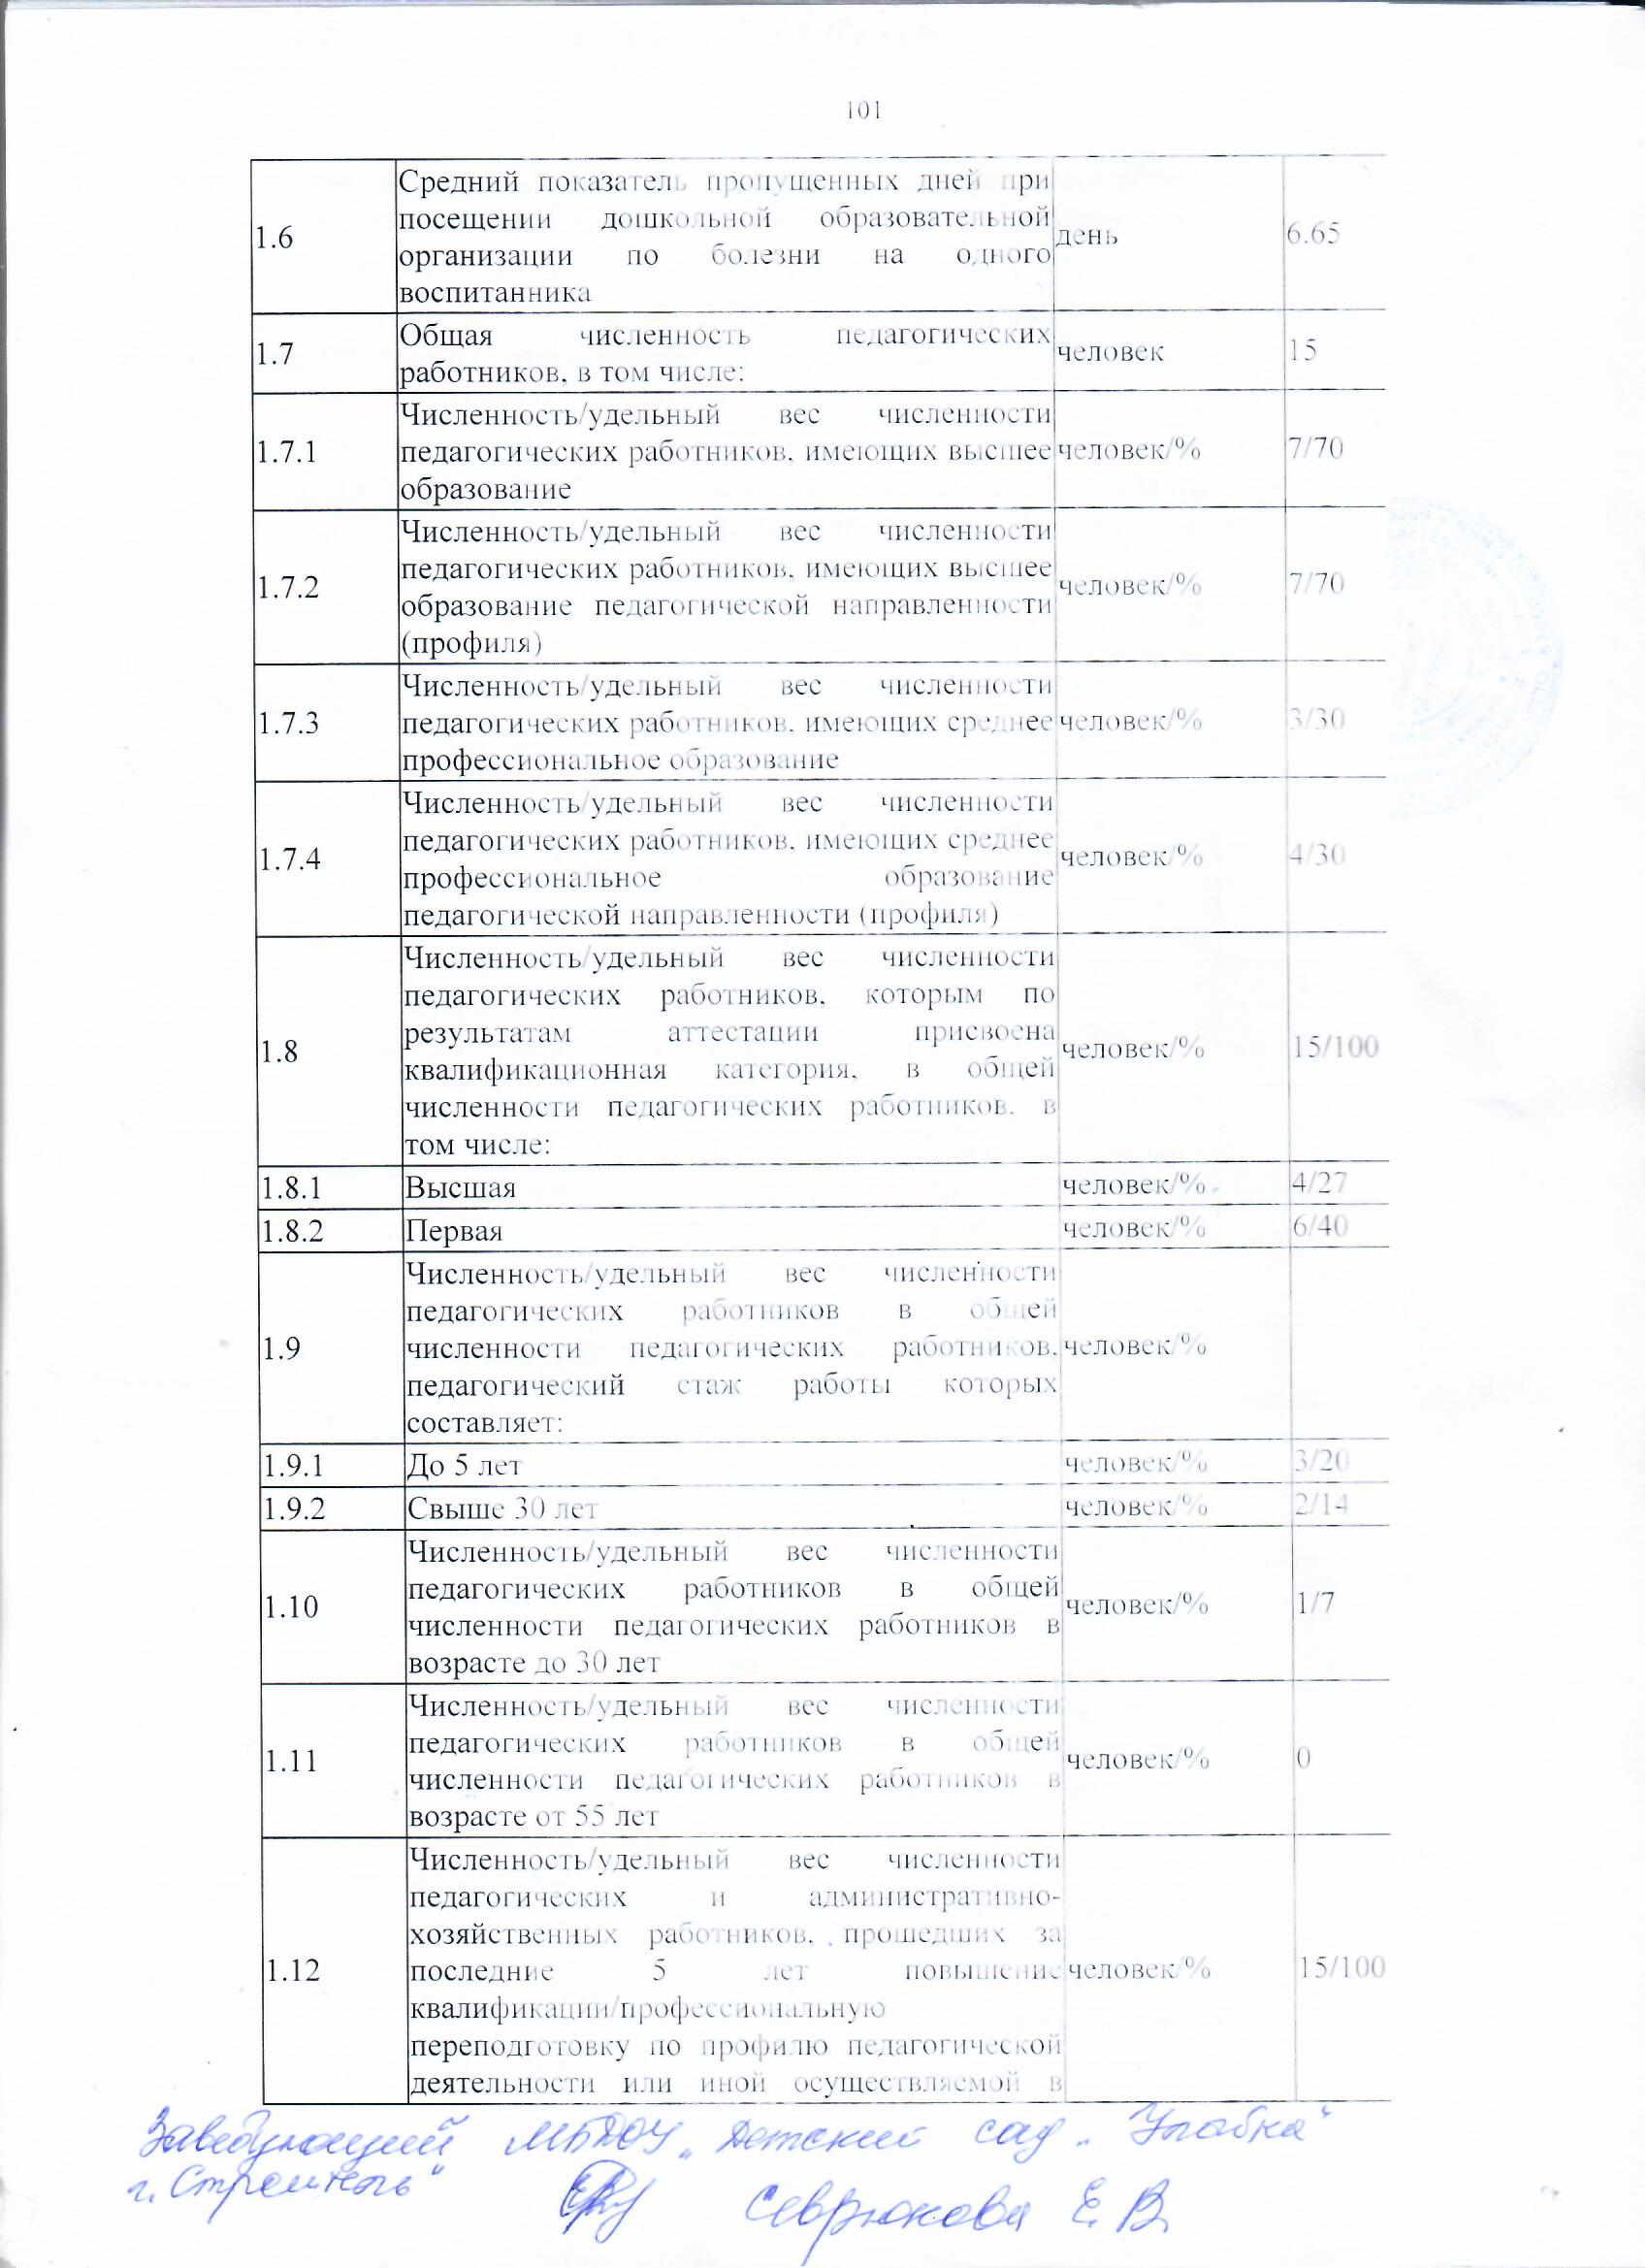 101
1.6
Средний показатель пропущенных дней при
посещении дошкольной образовательной
организации по болезни на одного
воспитанника
день
6.65
1.7
Общая численность педагогических
работников, в том числе:
человек
15
1.7.1
Численность/удельный вес численности
педагогических работников, имеющих высшее
образование
человек/%
7/70
1.7.2
Численность/удельный вес численности
педагогических работников, имеющих высшее
образование педагогической направленности
(профиля)
человек/%
7/70
1.7.3
Численность/удельный вес численности
педагогических работников, имеющих среднее
профессиональное образование
человек/%
3/30
1.7.4
Численность/удельный вес численности
педагогических работников, имеющих среднее
профессиональное образование
педагогической направленности (профиля)
человек/%
4/30
1.8
Численность/удельный вес численности
педагогических работников, которым по
результатам аттестации присвоена
квалификационная категория, в общей
численности педагогических работников, в
том числе:
человек/%
15/100
1.8.1
Высшая
человек/%
4/27
1.8.2
Первая
человек/%
6/40
1.9
Численность/удельный вес численности
педагогических работников в общей
численности педагогических работников,
педагогический стаж работы которых
составляет:
человек/%
1.9.1
До 5 лет
человек/%
3/20
1.9.2
Свыше 30 лет
человек/%
2/14
1.10
Численность/удельный вес численности
педагогических работников в общей
численности педагогических работников в
возрасте до 30 лет
человек/%
1/7
1.11
Численность/удельный вес численности
педагогических работников в общей
численности педагогических работников в
возрасте от 55 лет
человек/%
0
1.12
Численность/удельный вес численности
педагогических и административно-
хозяйственных работников, прошедших за
последние 5 лет повышение
квалификации/профессиональную
переподготовку по профилю педагогической
деятельности или иной осуществляемой в
человек/%
15/100
Заведующий МБДОУ „Детский сад „Улыбка"
г. Строитель"
Севрюкова Е. В.